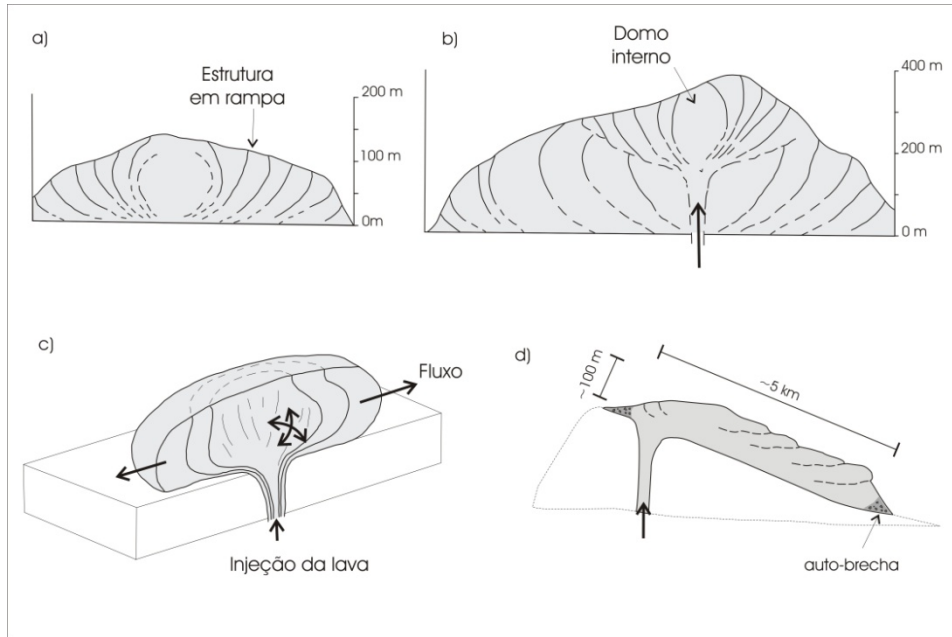 a)
Estrutura
em rampa
200 m
100 m
0m
b)
Domo
interno
400 m
200 m
0 m
c)
Fluxo
Injeção da lava
d)
~100 m
~5 km
auto-brecha